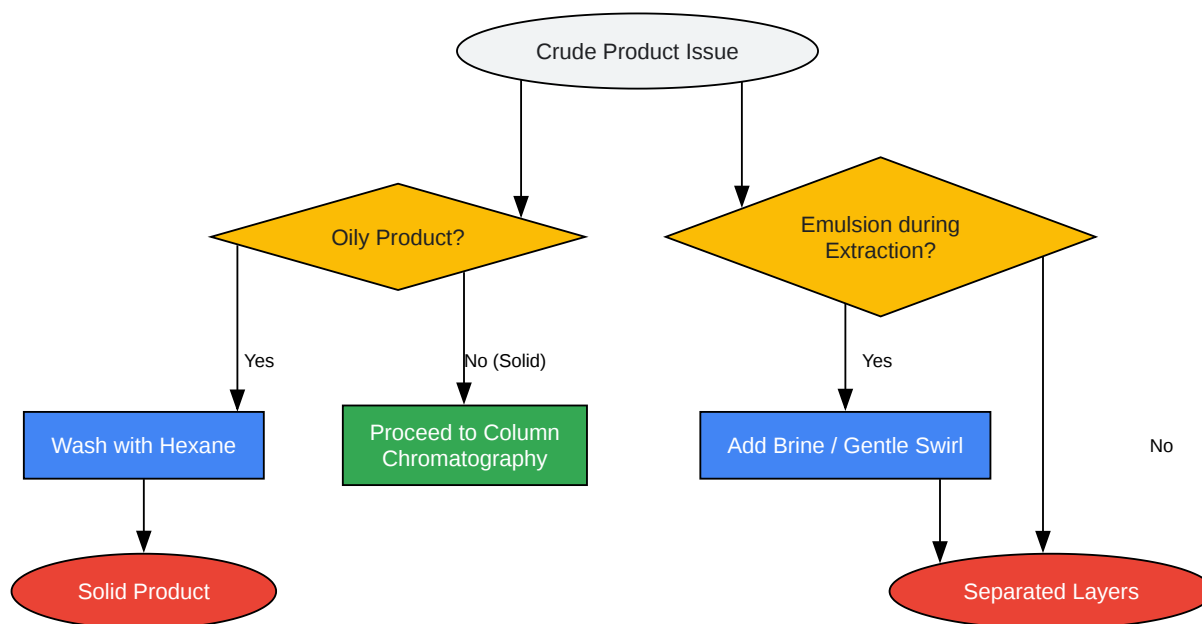 Crude Product Issue
Oily Product?
Emulsion during
Extraction?
Yes
No (Solid)
Yes
No
Wash with Hexane
Proceed to Column
Chromatography
Add Brine / Gentle Swirl
Solid Product
Separated Layers